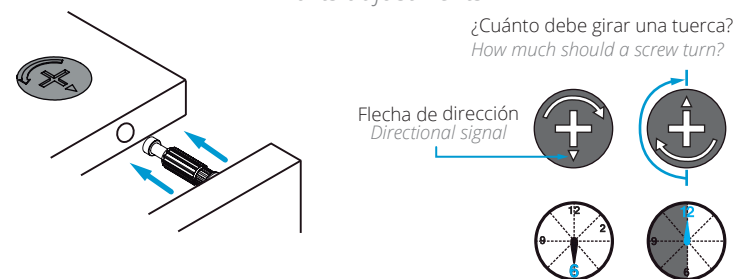 ¿Cuánto debe girar una tuerca?
How much should a screw turn?
Flecha de dirección
Directional signal
12
2
9
6
12
9
6